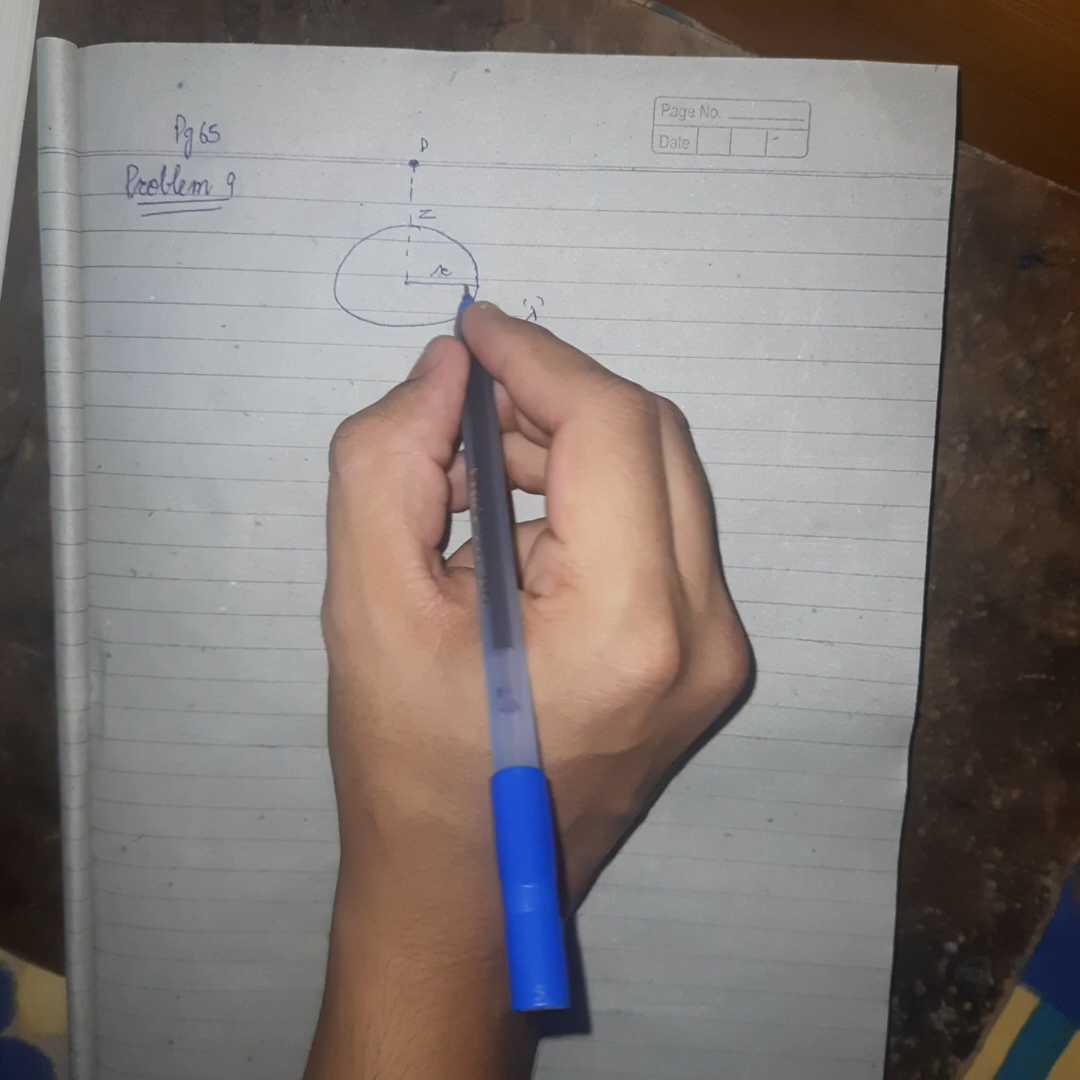 Pg 65
Page No.
Date
P
Problem 9
z
r
"λ"